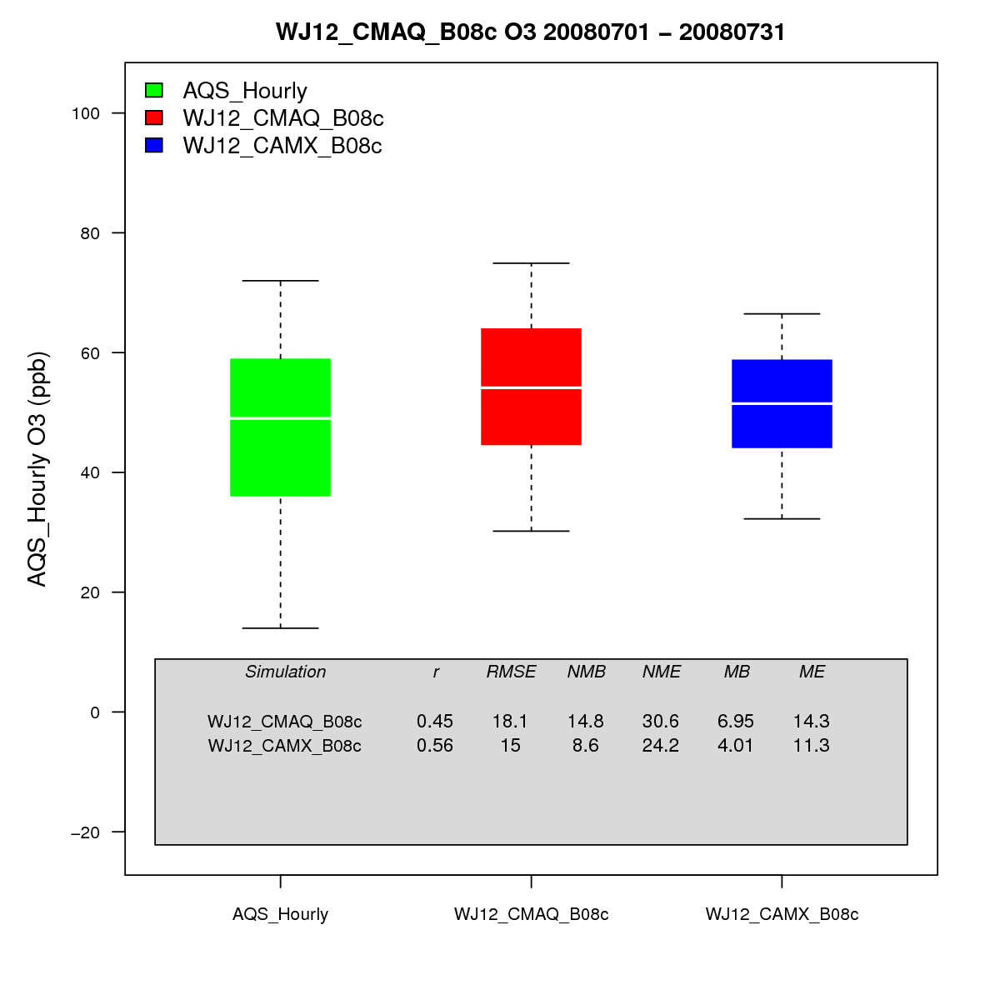 WJ12_CMAQ_B08c O3 20080701 − 20080731
AQS_Hourly
WJ12_CMAQ_B08c
WJ12_CAMX_B08c
100
80
60
40
20
0
−20
AQS_Hourly O3 (ppb)
Simulation r RMSE NMB NME MB ME
WJ12_CMAQ_B08c 0.45 18.1 14.8 30.6 6.95 14.3
WJ12_CAMX_B08c 0.56 15 8.6 24.2 4.01 11.3
AQS_Hourly WJ12_CMAQ_B08c WJ12_CAMX_B08c